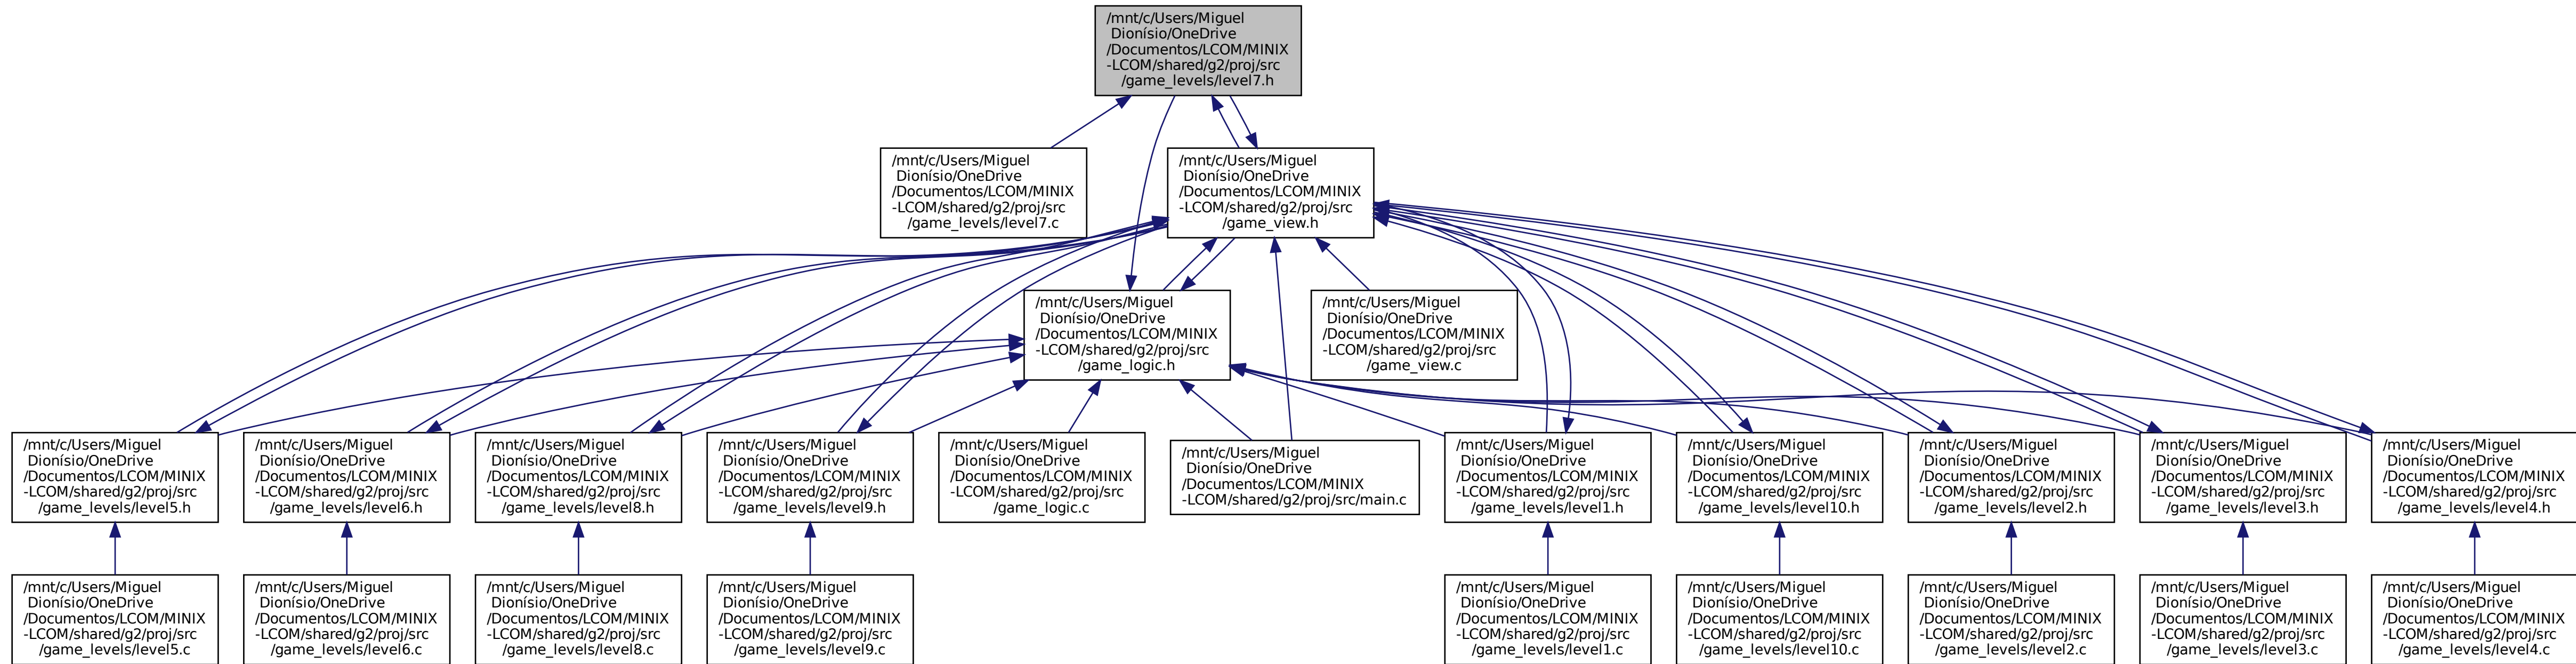 /mnt/c/Users/Miguel
Dionísio/OneDrive
/Documentos/LCOM/MINIX
-LCOM/shared/g2/proj/src
/game_levels/level7.h
/mnt/c/Users/Miguel
Dionísio/OneDrive
/Documentos/LCOM/MINIX
-LCOM/shared/g2/proj/src
/game_levels/level7.c
/mnt/c/Users/Miguel
Dionísio/OneDrive
/Documentos/LCOM/MINIX
-LCOM/shared/g2/proj/src
/game_view.h
/mnt/c/Users/Miguel
Dionísio/OneDrive
/Documentos/LCOM/MINIX
-LCOM/shared/g2/proj/src
/game_logic.h
/mnt/c/Users/Miguel
Dionísio/OneDrive
/Documentos/LCOM/MINIX
-LCOM/shared/g2/proj/src
/game_view.c
/mnt/c/Users/Miguel
Dionísio/OneDrive
/Documentos/LCOM/MINIX
-LCOM/shared/g2/proj/src
/game_levels/level5.h
/mnt/c/Users/Miguel
Dionísio/OneDrive
/Documentos/LCOM/MINIX
-LCOM/shared/g2/proj/src
/game_levels/level6.h
/mnt/c/Users/Miguel
Dionísio/OneDrive
/Documentos/LCOM/MINIX
-LCOM/shared/g2/proj/src
/game_levels/level8.h
/mnt/c/Users/Miguel
Dionísio/OneDrive
/Documentos/LCOM/MINIX
-LCOM/shared/g2/proj/src
/game_levels/level9.h
/mnt/c/Users/Miguel
Dionísio/OneDrive
/Documentos/LCOM/MINIX
-LCOM/shared/g2/proj/src
/game_logic.c
/mnt/c/Users/Miguel
Dionísio/OneDrive
/Documentos/LCOM/MINIX
-LCOM/shared/g2/proj/src/main.c
/mnt/c/Users/Miguel
Dionísio/OneDrive
/Documentos/LCOM/MINIX
-LCOM/shared/g2/proj/src
/game_levels/level1.h
/mnt/c/Users/Miguel
Dionísio/OneDrive
/Documentos/LCOM/MINIX
-LCOM/shared/g2/proj/src
/game_levels/level10.h
/mnt/c/Users/Miguel
Dionísio/OneDrive
/Documentos/LCOM/MINIX
-LCOM/shared/g2/proj/src
/game_levels/level2.h
/mnt/c/Users/Miguel
Dionísio/OneDrive
/Documentos/LCOM/MINIX
-LCOM/shared/g2/proj/src
/game_levels/level3.h
/mnt/c/Users/Miguel
Dionísio/OneDrive
/Documentos/LCOM/MINIX
-LCOM/shared/g2/proj/src
/game_levels/level4.h
/mnt/c/Users/Miguel
Dionísio/OneDrive
/Documentos/LCOM/MINIX
-LCOM/shared/g2/proj/src
/game_levels/level5.c
/mnt/c/Users/Miguel
Dionísio/OneDrive
/Documentos/LCOM/MINIX
-LCOM/shared/g2/proj/src
/game_levels/level6.c
/mnt/c/Users/Miguel
Dionísio/OneDrive
/Documentos/LCOM/MINIX
-LCOM/shared/g2/proj/src
/game_levels/level8.c
/mnt/c/Users/Miguel
Dionísio/OneDrive
/Documentos/LCOM/MINIX
-LCOM/shared/g2/proj/src
/game_levels/level9.c
/mnt/c/Users/Miguel
Dionísio/OneDrive
/Documentos/LCOM/MINIX
-LCOM/shared/g2/proj/src
/game_levels/level1.c
/mnt/c/Users/Miguel
Dionísio/OneDrive
/Documentos/LCOM/MINIX
-LCOM/shared/g2/proj/src
/game_levels/level10.c
/mnt/c/Users/Miguel
Dionísio/OneDrive
/Documentos/LCOM/MINIX
-LCOM/shared/g2/proj/src
/game_levels/level2.c
/mnt/c/Users/Miguel
Dionísio/OneDrive
/Documentos/LCOM/MINIX
-LCOM/shared/g2/proj/src
/game_levels/level3.c
/mnt/c/Users/Miguel
Dionísio/OneDrive
/Documentos/LCOM/MINIX
-LCOM/shared/g2/proj/src
/game_levels/level4.c